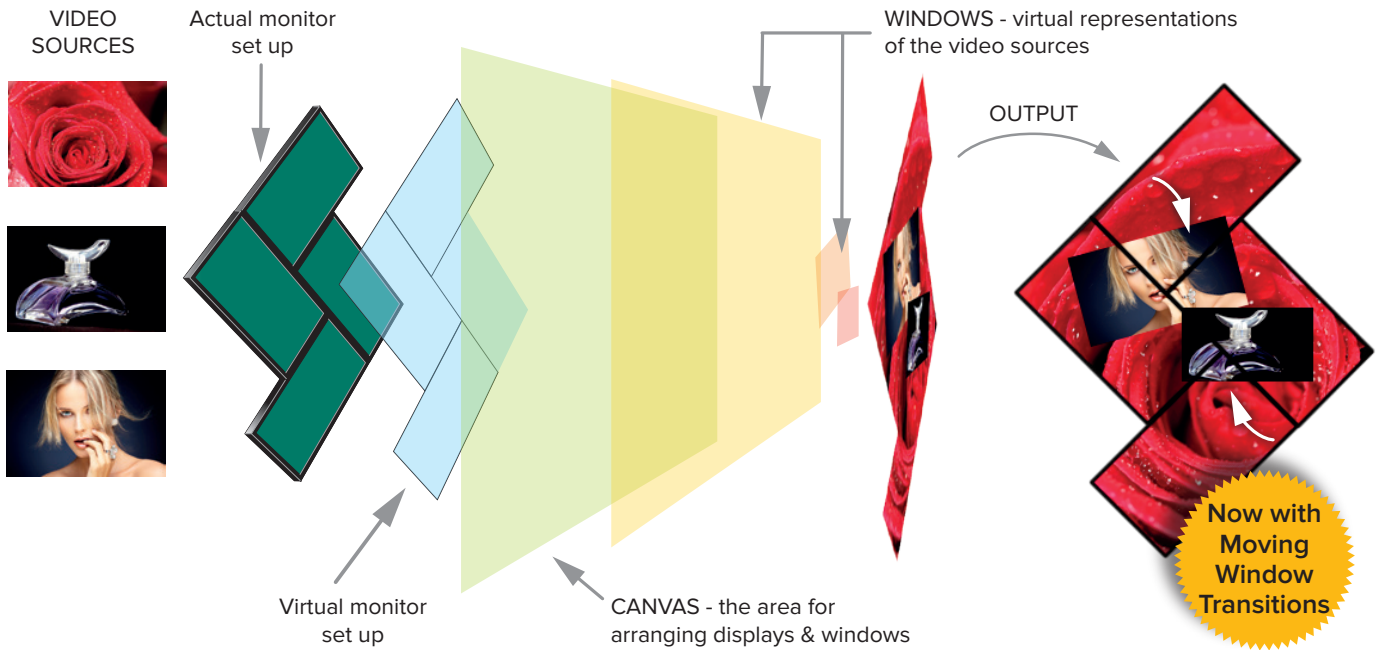 VIDEO
SOURCES
Actual monitor
set up
WINDOWS - virtual representations
of the video sources
OUTPUT
Virtual monitor
set up
CANVAS - the area for
arranging displays & windows
Now with
Moving
Window
Transitions